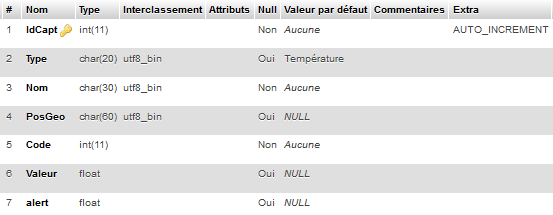 # Nom Type Interclassement Attributs Null Valeur par défaut Commentaires Extra
1 IdCapt int(11) Non Aucune AUTO_INCREMENT
2 Type char(20) utf8_bin Oui Température
3 Nom char(30) utf8_bin Non Aucune
4 PosGeo char(60) utf8_bin Oui NULL
5 Code int(11) Non Aucune
6 Valeur float Oui NULL
7 alert float Oui NULL